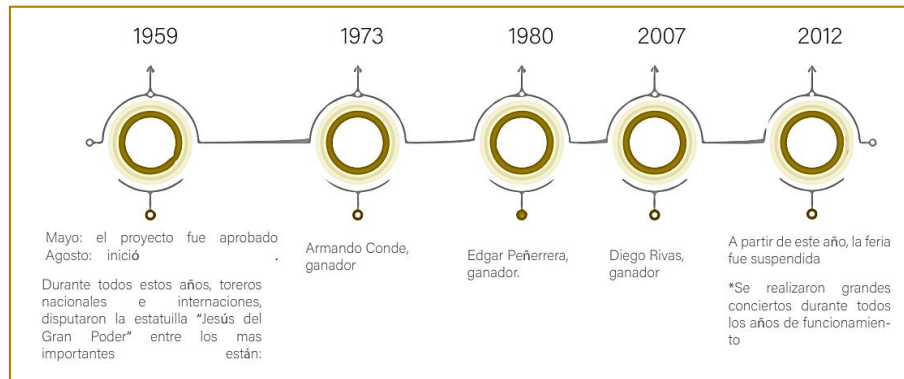 1959
1973
1980
2007
2012
Mayo: el proyecto fue aprobado
Agosto: inició .
Durante todos estos años, toreros
nacionales e internaciones,
disputaron la estatuilla "Jesús del
Gran Poder" entre los mas
importantes están:
Armando Conde,
ganador
Edgar Peñerrera,
ganador.
Diego Rivas,
ganador
A partir de este año, la feria
fue suspendida
*Se realizaron grandes
conciertos durante todos
los años de funcionamien-
to